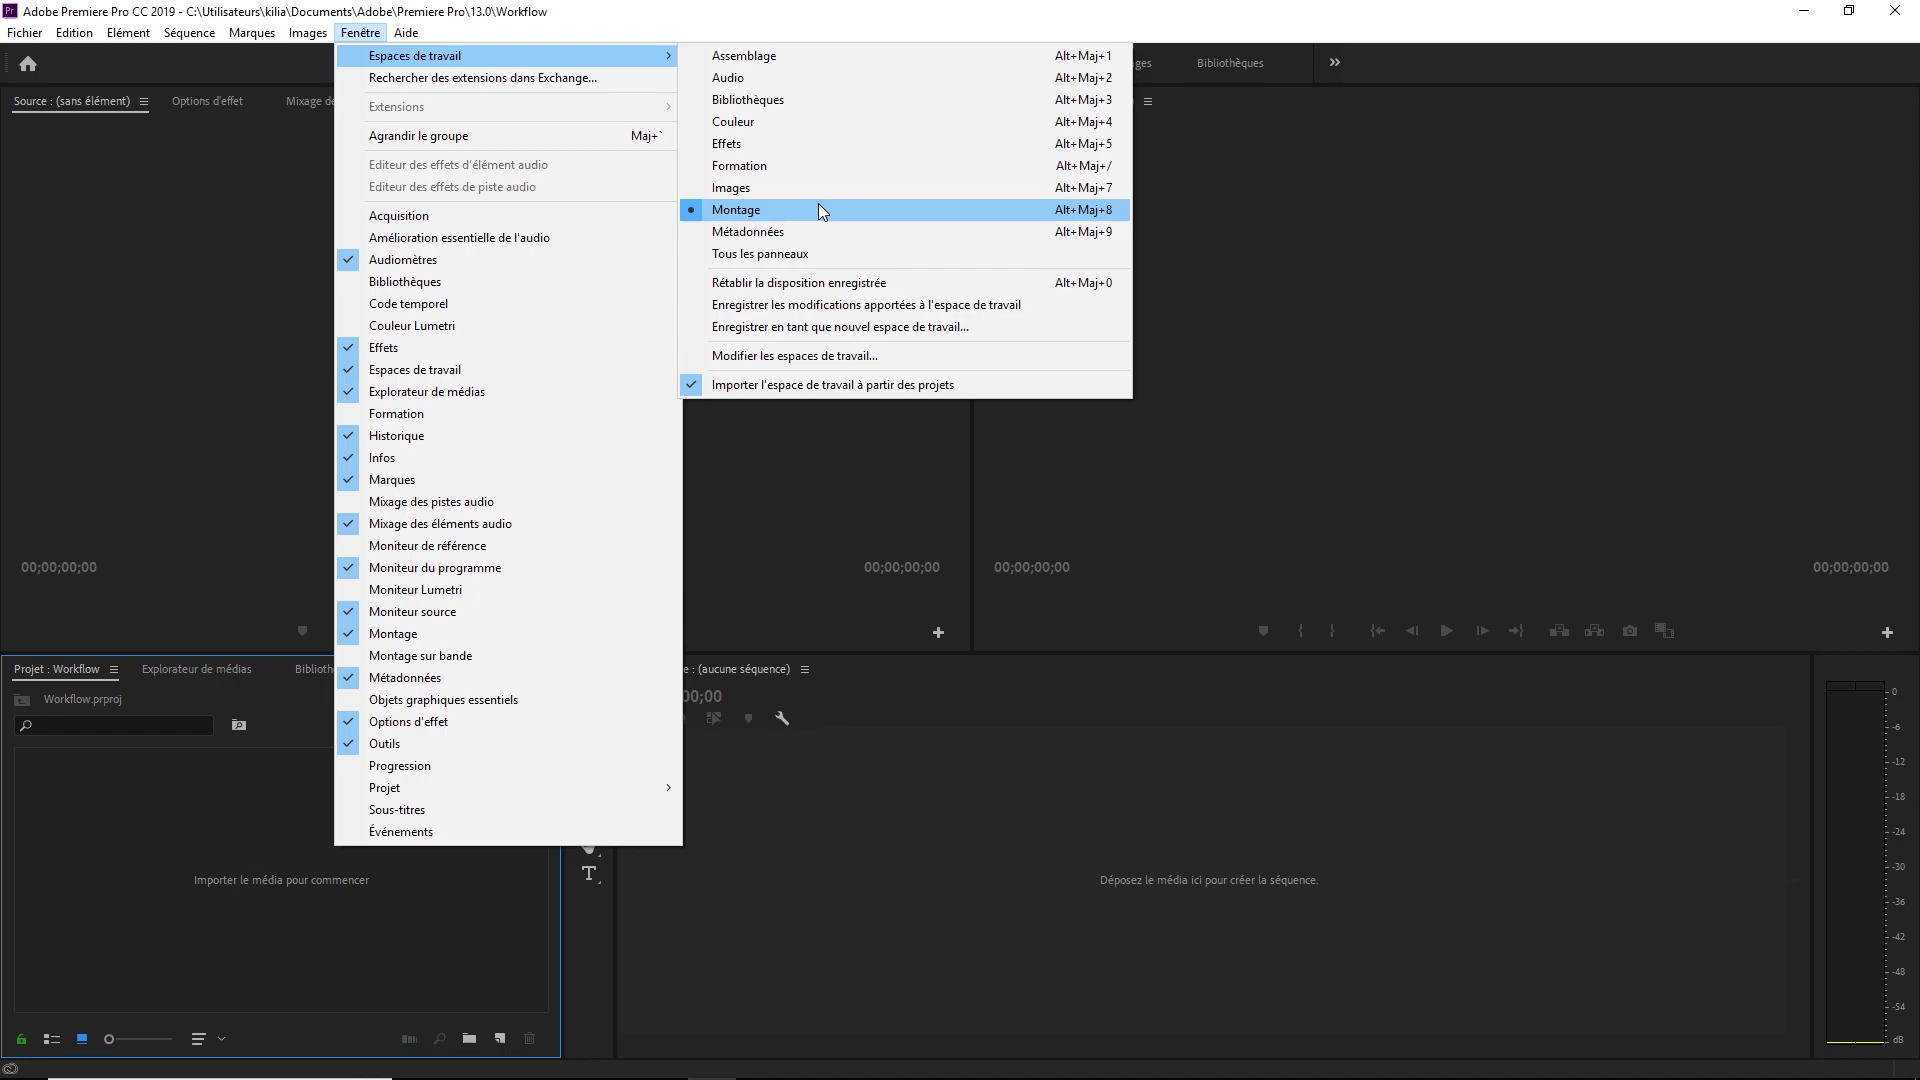 Pr Adobe Premiere Pro CC 2019 - C:\Utilisateurs\kilia\Documents\Adobe\Premiere Pro\13.0\Workflow
Fichier Edition Elément Séquence Marques Images Fenêtre Aide
Espaces de travail
Rechercher des extensions dans Exchange...
Extensions
Agrandir le groupe Maj+`
Editeur des effets d'élément audio
Editeur des effets de piste audio
Acquisition
Amélioration essentielle de l'audio
Audiomètres
Bibliothèques
Code temporel
Couleur Lumetri
Effets
Espaces de travail
Explorateur de médias
Formation
Historique
Infos
Marques
Mixage des pistes audio
Mixage des éléments audio
Moniteur de référence
Moniteur du programme
Moniteur Lumetri
Moniteur source
Montage
Montage sur bande
Métadonnées
Objets graphiques essentiels
Options d'effet
Outils
Progression
Projet
Sous-titres
Événements
Assemblage Alt+Maj+1
Audio Alt+Maj+2
Bibliothèques Alt+Maj+3
Couleur Alt+Maj+4
Effets Alt+Maj+5
Formation Alt+Maj+/
Images Alt+Maj+7
Montage Alt+Maj+8
Métadonnées Alt+Maj+9
Tous les panneaux
Rétablir la disposition enregistrée Alt+Maj+0
Enregistrer les modifications apportées à l'espace de travail
Enregistrer en tant que nouvel espace de travail...
Modifier les espaces de travail...
Importer l'espace de travail à partir des projets
ges Bibliothèques
Source : (sans élément) Options d'effet Mixage de
00;00;00;00 00;00;00;00 00;00;00;00 00;00;00;00
Projet : Workflow Explorateur de médias Biblioth
Workflow.prproj
Importer le média pour commencer
e : (aucune séquence)
00;00
T
Déposez le média ici pour créer la séquence.
0
-6
-12
-18
-24
-30
-36
-42
-48
-54
dB